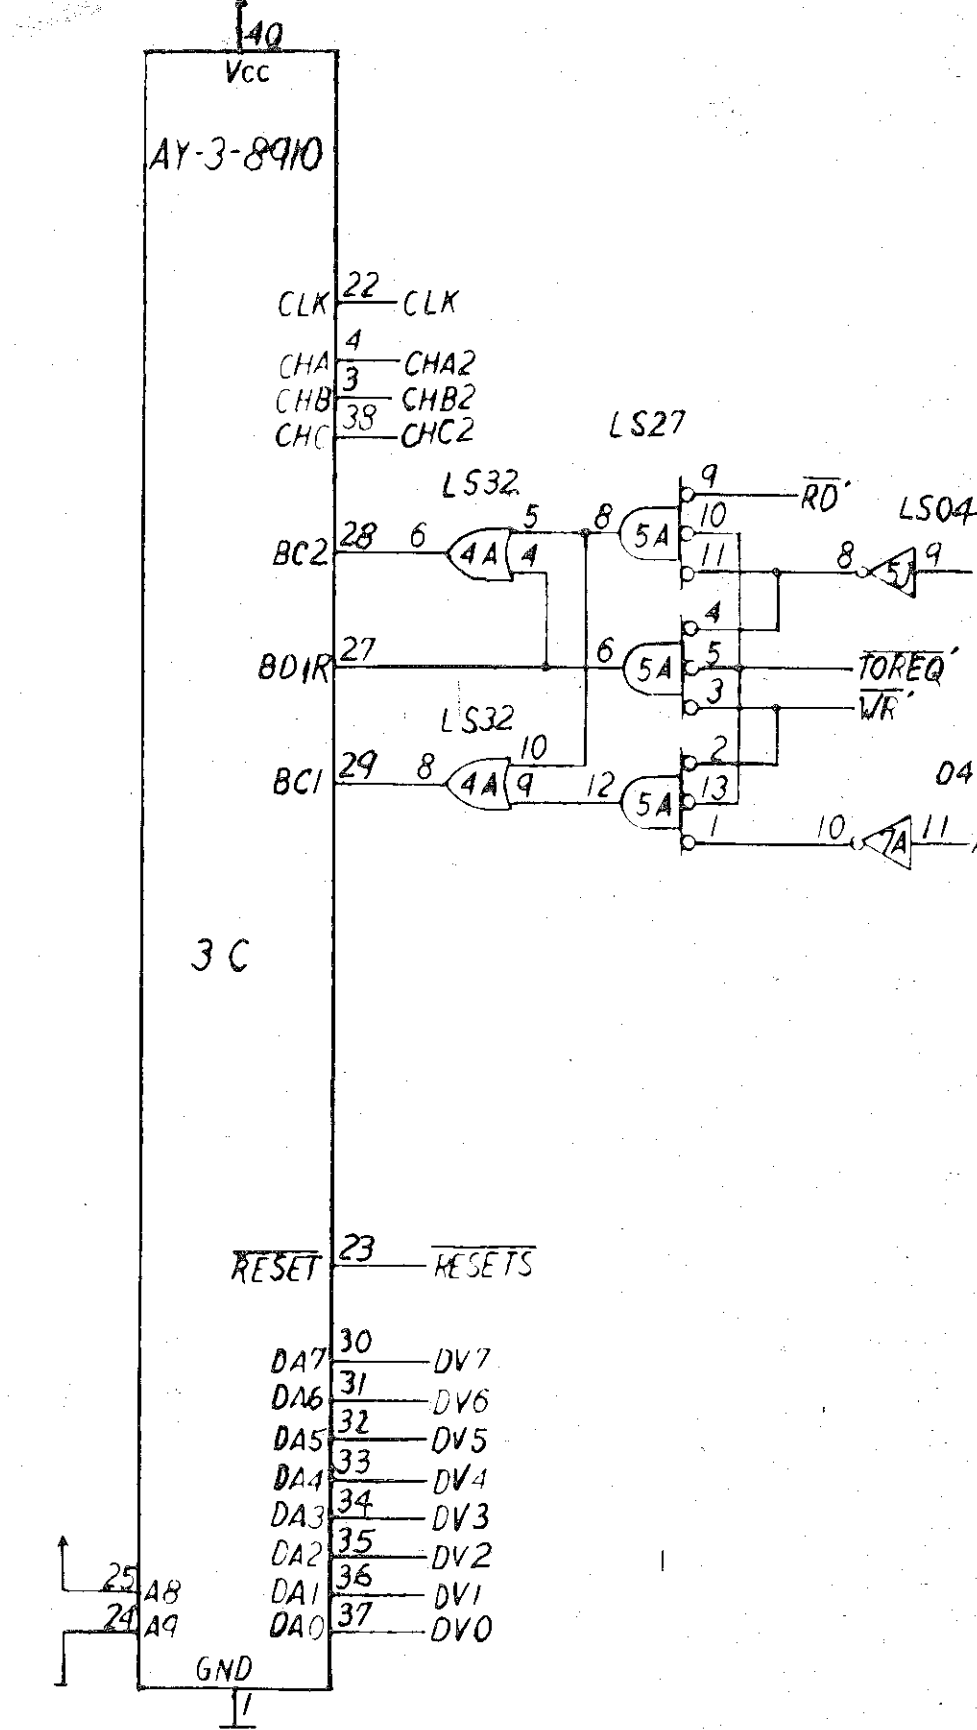 40
Vcc
AY-3-8910
CLK 22 CLK
CHA 4 CHA2
CHB 3 CHB2
CHC 38 CHC2
LS27
LS32
LS04
BC2 28 6 4A 5 4 8 5A 9 10 11 RD' 8 5J 9
BDIR 27 6 5A 4 5 3 TOREQ' WR'
LS32
BC1 29 8 4A 10 9 12 5A 2 13 1 10 7A 11
04
3C
RESET 23 RESETS
DA7 30 DV7
DA6 31 DV6
DA5 32 DV5
DA4 33 DV4
DA3 34 DV3
DA2 35 DV2
25 A8 DA1 36 DV1
24 A9 DA0 37 DV0
GND
1